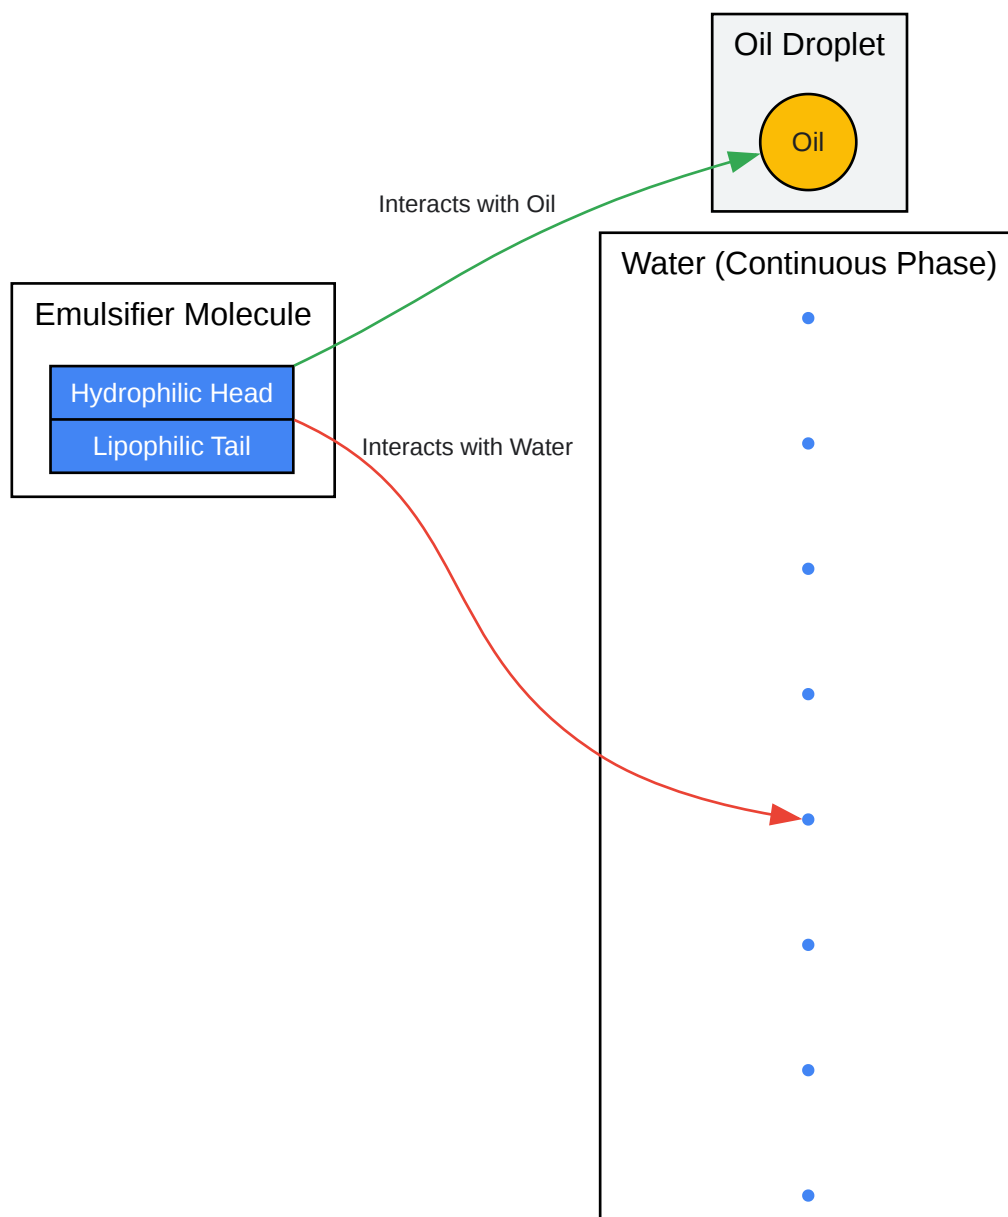 Oil Droplet
Oil
Interacts with Oil
Water (Continuous Phase)
Emulsifier Molecule
Hydrophilic Head
Lipophilic Tail
Interacts with Water